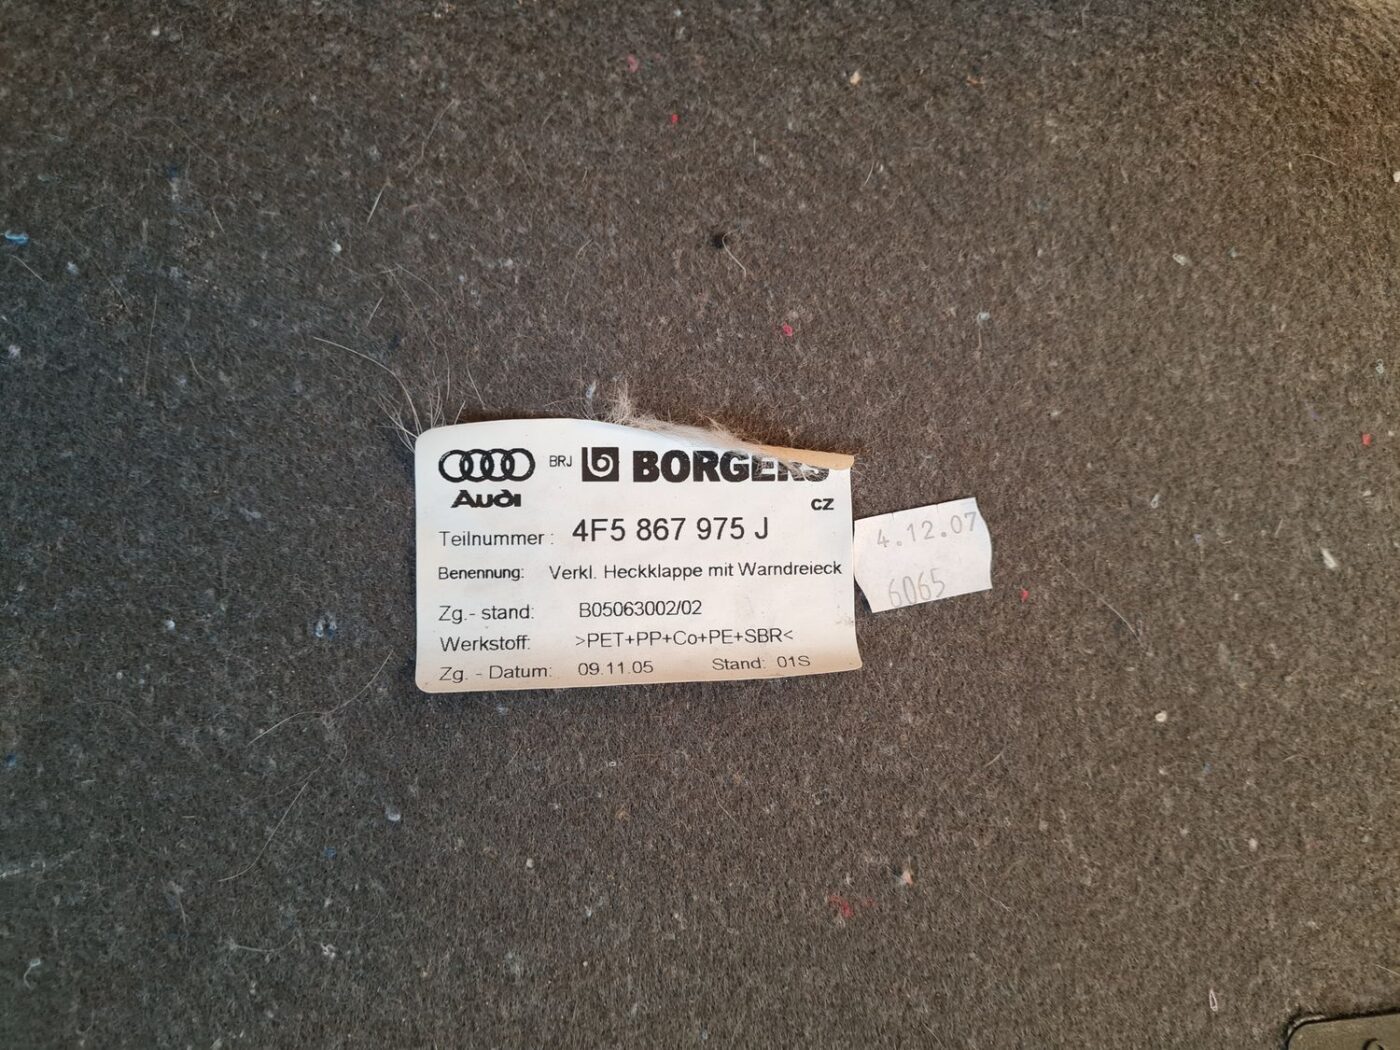 Audi
BRJ BORGERS
CZ
Teilnummer: 4F5 867 975 J
Benennung: Verkl. Heckklappe mit Warndreieck
Zg.- stand: B05063002/02
Werkstoff: >PET+PP+Co+PE+SBR<
Zg. - Datum: 09.11.05 Stand: 01S
4.12.07
6065